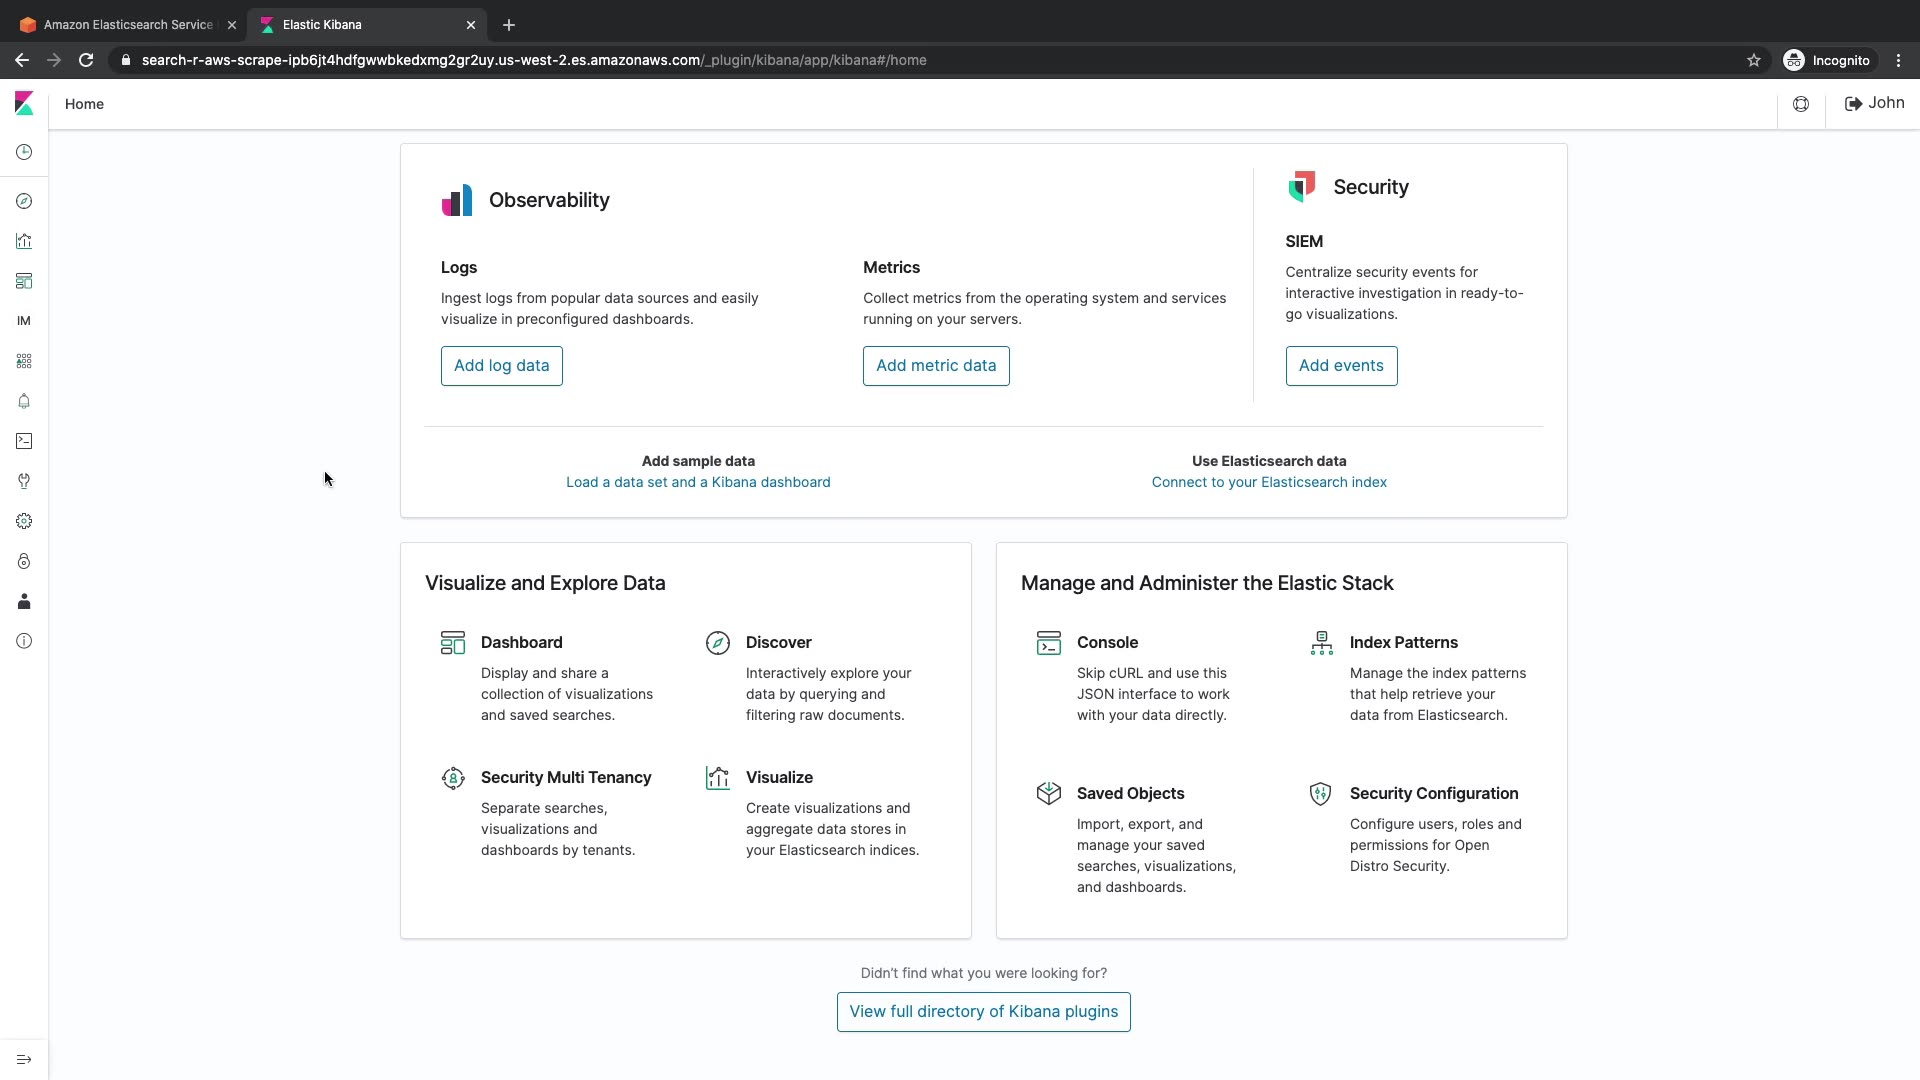 Amazon Elasticsearch Service
Elastic Kibana
search-r-aws-scrape-ipb6jt4hdfgwwbkedxmg2gr2uy.us-west-2.es.amazonaws.com/_plugin/kibana/app/kibana#/home
Incognito
Home
John
IM
Observability
Logs
Ingest logs from popular data sources and easily
visualize in preconfigured dashboards.
Add log data
Metrics
Collect metrics from the operating system and services
running on your servers.
Add metric data
Security
SIEM
Centralize security events for
interactive investigation in ready-to-
go visualizations.
Add events
Add sample data
Load a data set and a Kibana dashboard
Use Elasticsearch data
Connect to your Elasticsearch index
Visualize and Explore Data
Dashboard
Display and share a
collection of visualizations
and saved searches.
Discover
Interactively explore your
data by querying and
filtering raw documents.
Security Multi Tenancy
Separate searches,
visualizations and
dashboards by tenants.
Visualize
Create visualizations and
aggregate data stores in
your Elasticsearch indices.
Manage and Administer the Elastic Stack
Console
Skip cURL and use this
JSON interface to work
with your data directly.
Index Patterns
Manage the index patterns
that help retrieve your
data from Elasticsearch.
Saved Objects
Import, export, and
manage your saved
searches, visualizations,
and dashboards.
Security Configuration
Configure users, roles and
permissions for Open
Distro Security.
Didn't find what you were looking for?
View full directory of Kibana plugins